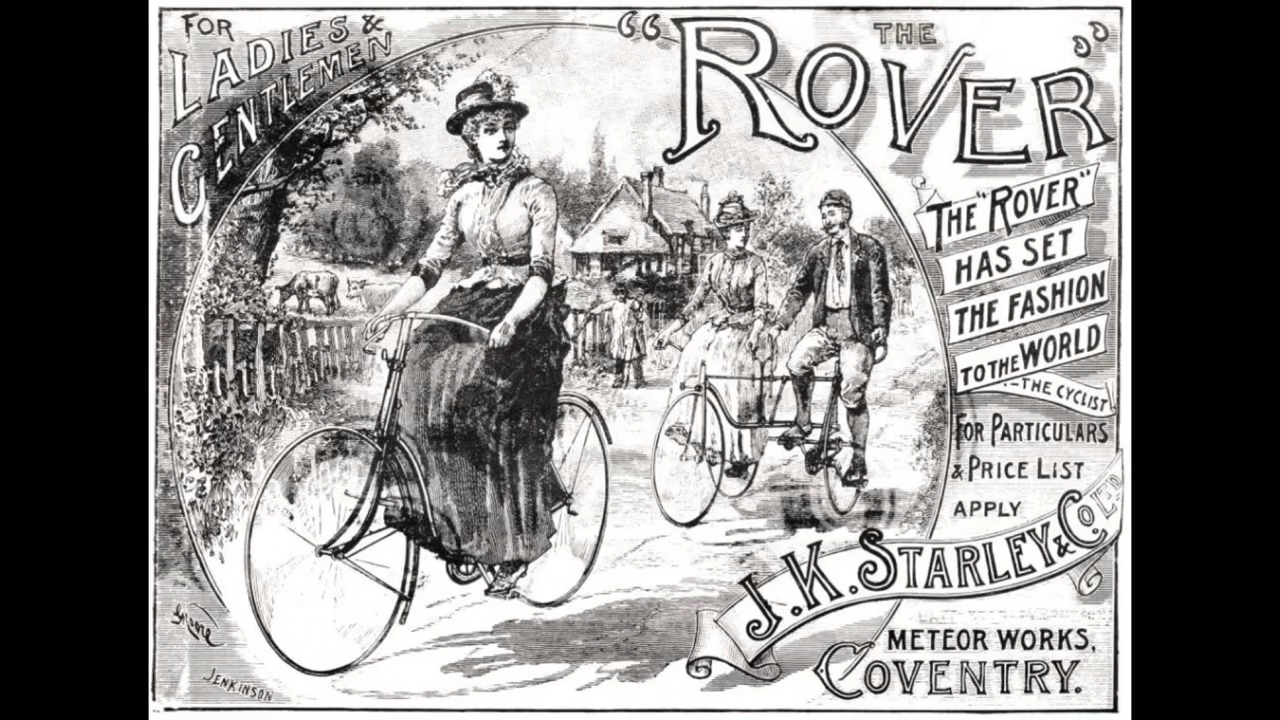 FOR
LADIES &
GENTLEMEN
"THE
ROVER"
THE "ROVER"
HAS SET
THE FASHION
TO THE WORLD
—THE CYCLIST
FOR PARTICULARS
& PRICE LIST
APPLY
J. K. STARLEY & Co. LTD
METEOR WORKS,
COVENTRY.
JENKINSON